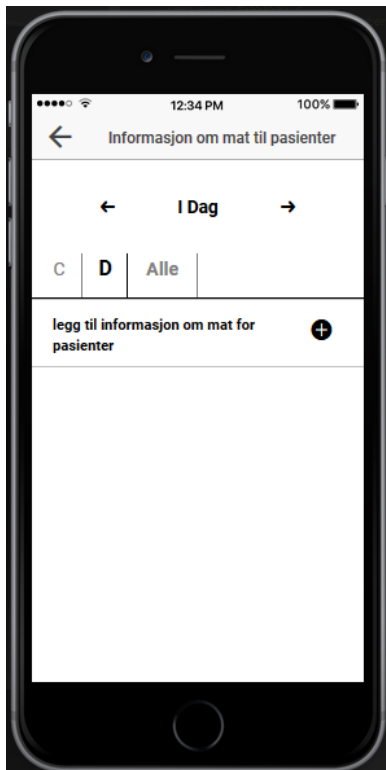 12:34 PM 100%
Informasjon om mat til pasienter
I Dag
C D Alle
legg til informasjon om mat for
pasienter